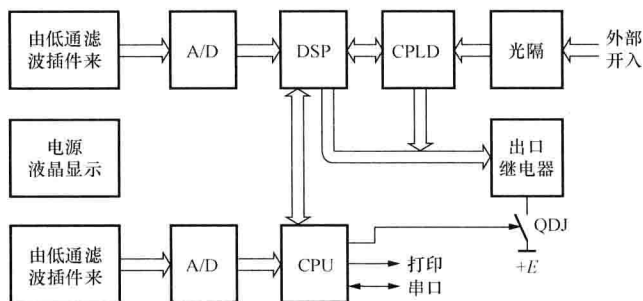 由低通滤
波插件来
A/D
DSP
CPLD
光隔
外部
开入
电源
液晶显示
出口
继电器
QDJ
+E
由低通滤
波插件来
A/D
CPU
打印
串口